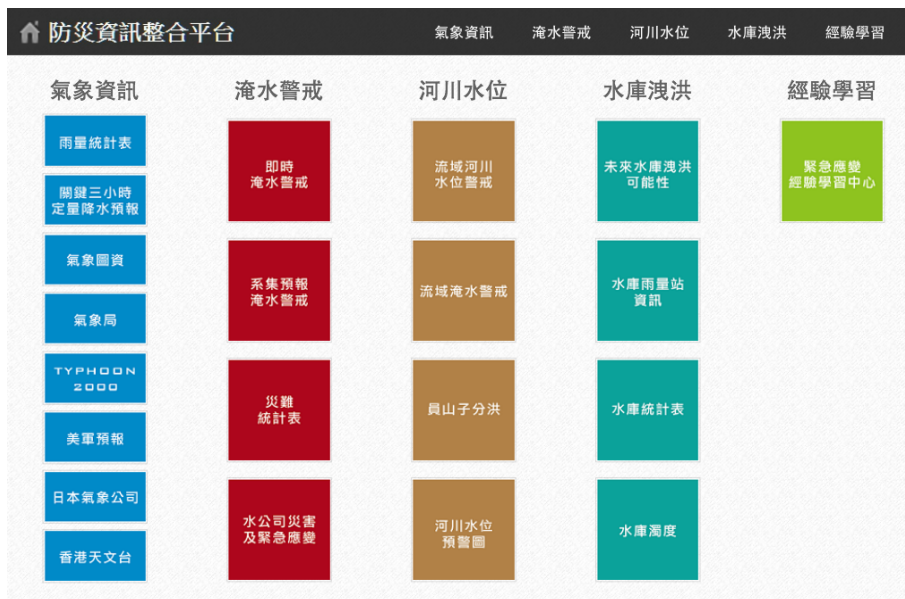 防災資訊整合平台
氣象資訊 淹水警戒 河川水位 水庫洩洪 經驗學習
氣象資訊
雨量統計表
關鍵三小時
定量降水預報
氣象圖資
氣象局
TYPHOON
2000
美軍預報
日本氣象公司
香港天文台
淹水警戒
即時
淹水警戒
系集預報
淹水警戒
災難
統計表
水公司災害
及緊急應變
河川水位
流域河川
水位警戒
流域淹水警戒
員山子分洪
河川水位
預警圖
水庫洩洪
未來水庫洩洪
可能性
水庫雨量站
資訊
水庫統計表
水庫濁度
經驗學習
緊急應變
經驗學習中心